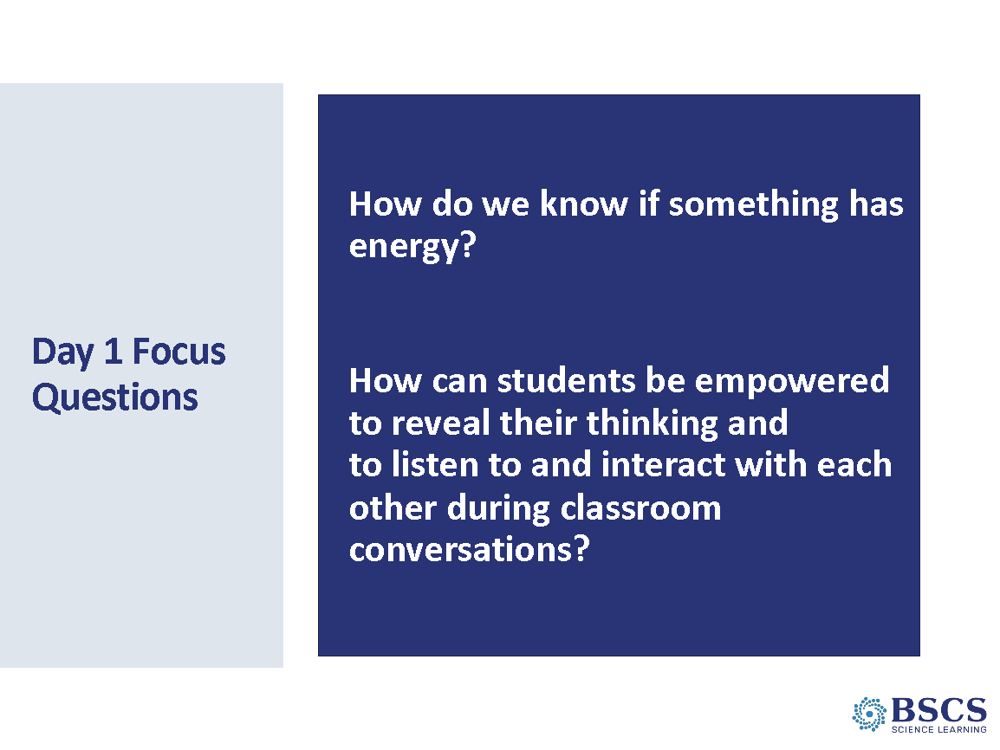 Day 1 Focus
Questions
How do we know if something has
energy?
How can students be empowered
to reveal their thinking and
to listen to and interact with each
other during classroom
conversations?
BSCS
SCIENCE LEARNING